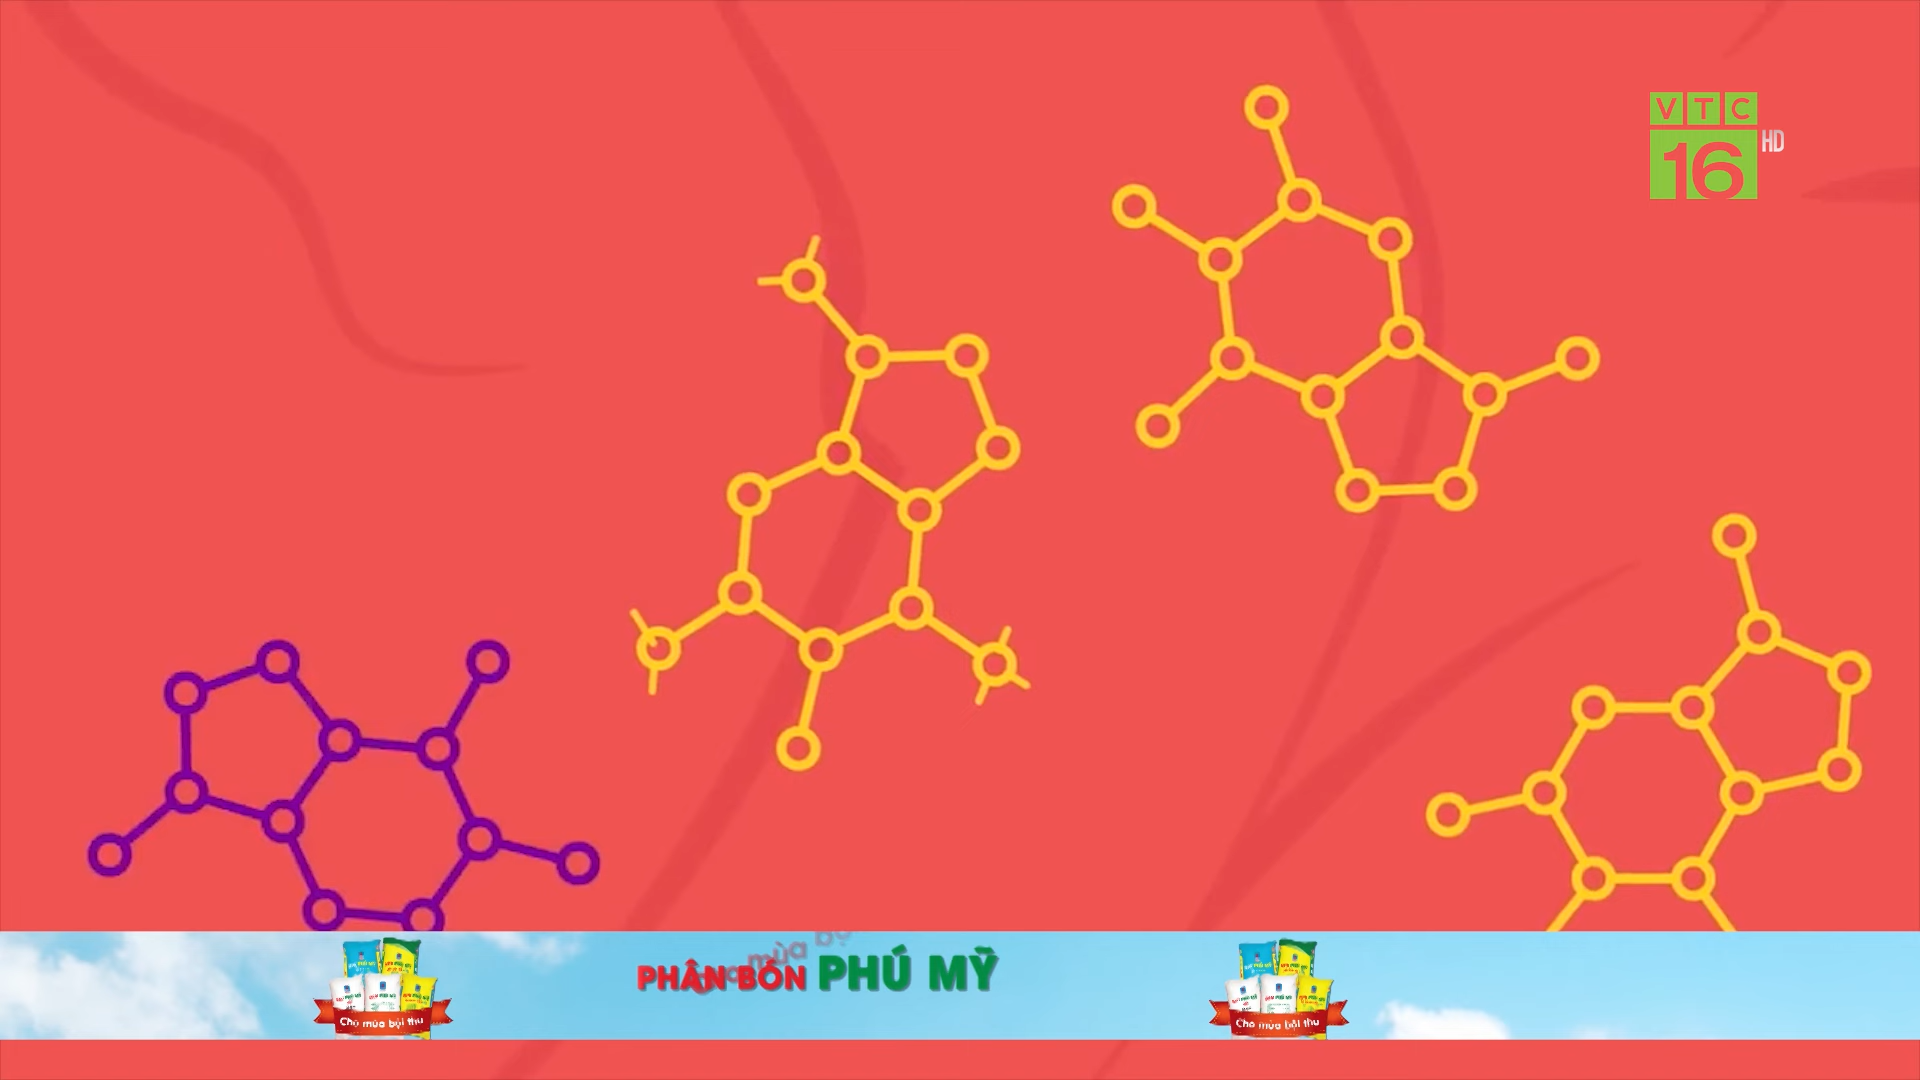 VTC
16 HD
PHÂN BÓN PHÚ MỸ
Cho mùa bội thu
Cho mùa bội thu